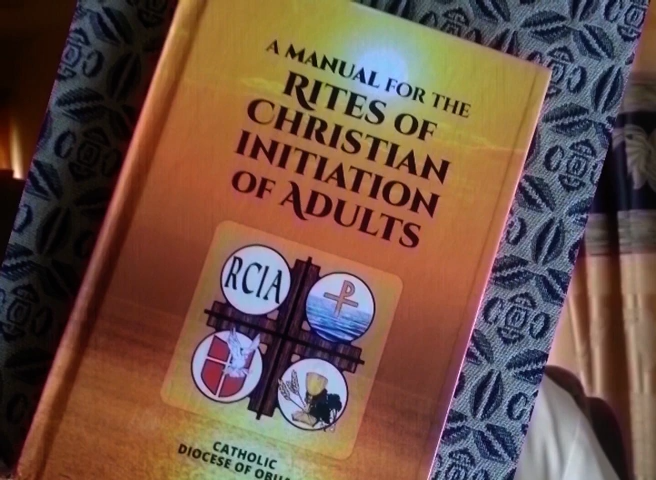 A MANUAL FOR THE
RITES OF
CHRISTIAN
INITIATION
OF ADULTS
RCIA
CATHOLIC
DIOCESE OF